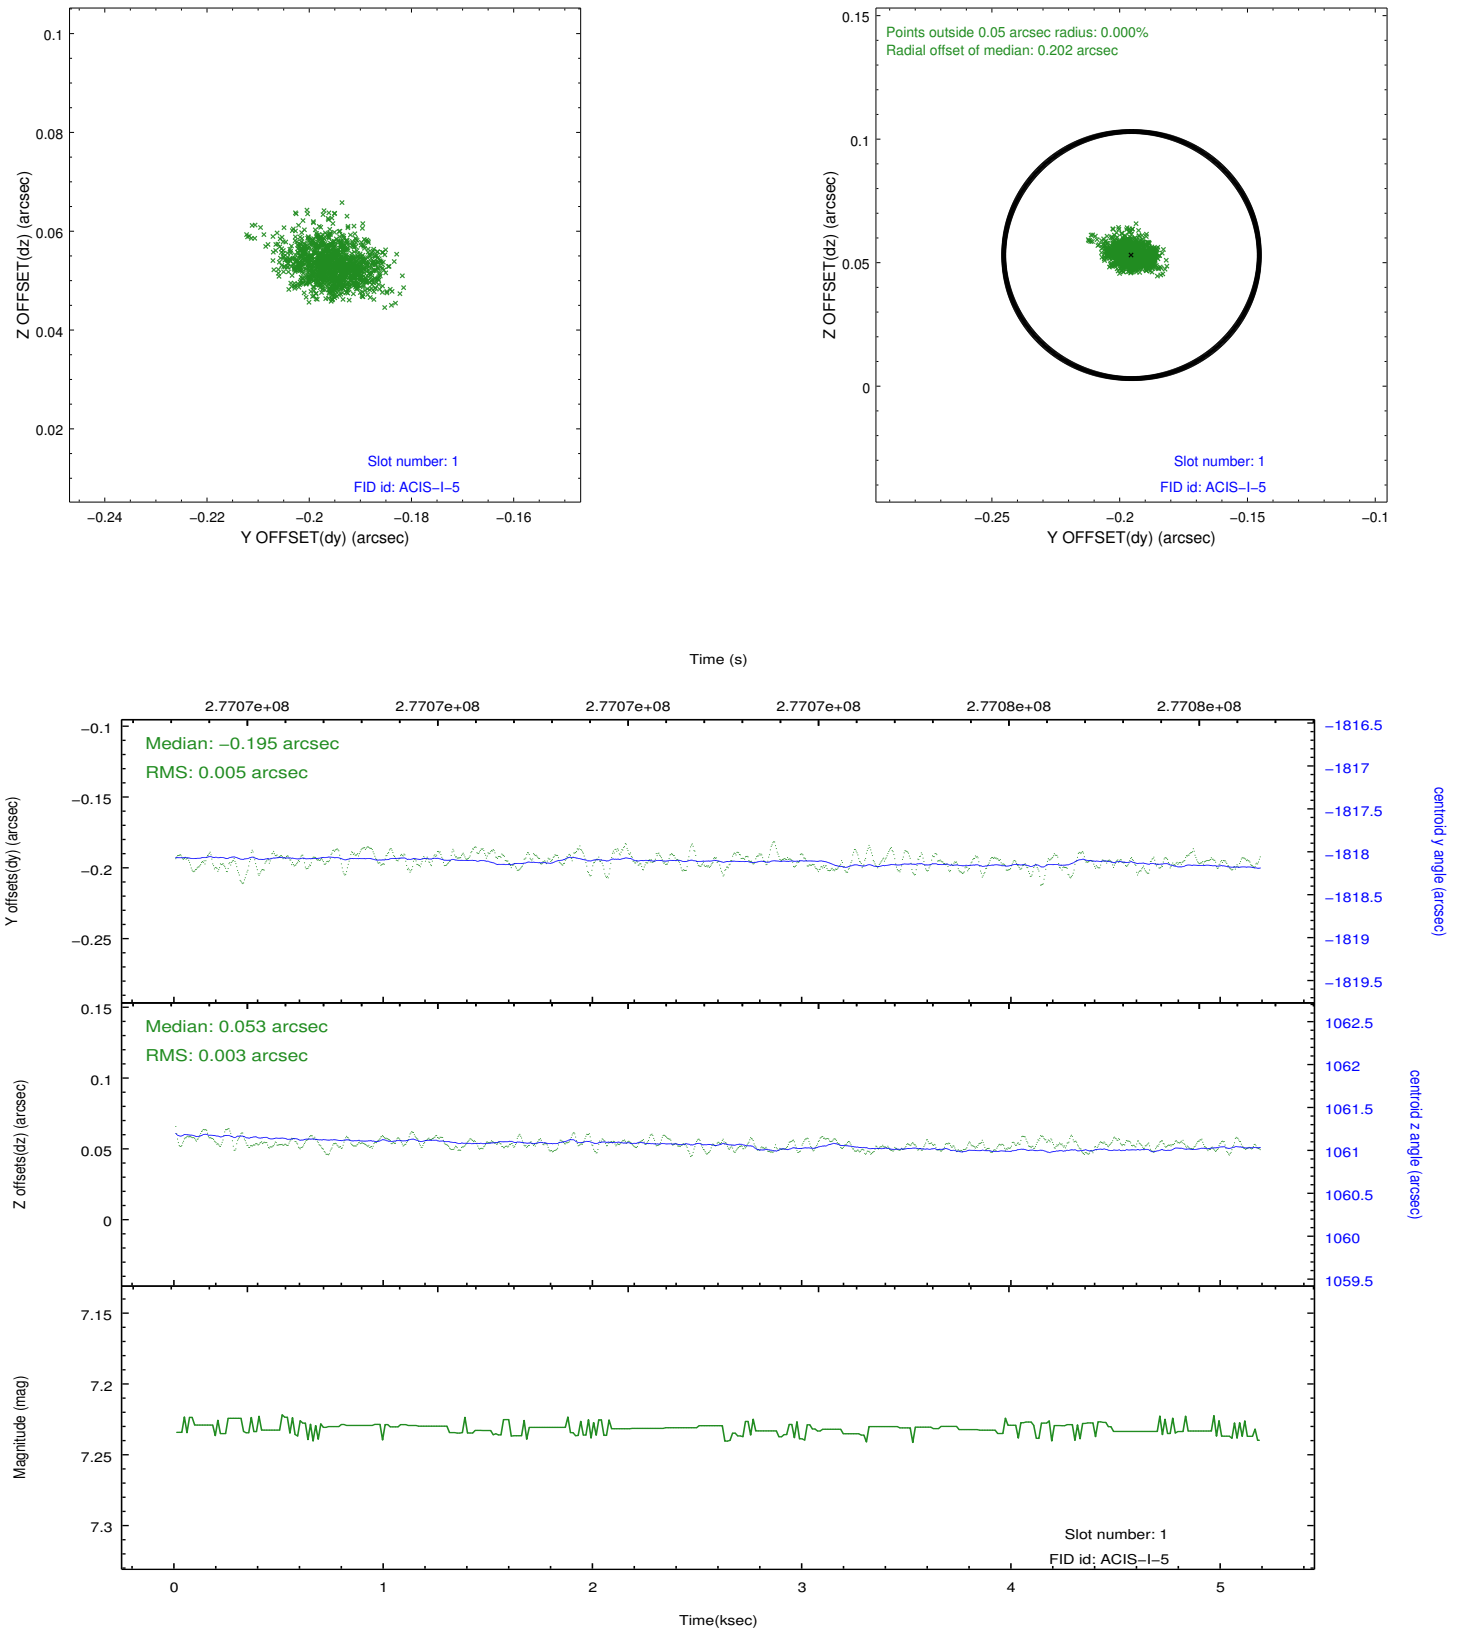 0.1
0.08
0.06
0.04
0.02
Z OFFSET(dz) (arcsec)
Slot number: 1
FID id: ACIS−I−5
−0.24 −0.22 −0.2 −0.18 −0.16
Y OFFSET(dy) (arcsec)
0.15
0.1
0.05
0
Z OFFSET(dz) (arcsec)
Points outside 0.05 arcsec radius: 0.000%
Radial offset of median: 0.202 arcsec
Slot number: 1
FID id: ACIS−I−5
−0.25 −0.2 −0.15 −0.1
Y OFFSET(dy) (arcsec)
Time (s)
2.7707e+08 2.7707e+08 2.7707e+08 2.7707e+08 2.7708e+08 2.7708e+08
−0.1
−0.15
−0.2
−0.25
Y offsets(dy) (arcsec)
Median: −0.195 arcsec
RMS: 0.005 arcsec
−1816.5
−1817
−1817.5
−1818
−1818.5
−1819
−1819.5
centroid y angle (arcsec)
0.15
0.1
0.05
0
Z offsets(dz) (arcsec)
Median: 0.053 arcsec
RMS: 0.003 arcsec
1062.5
1062
1061.5
1061
1060.5
1060
1059.5
centroid z angle (arcsec)
7.15
7.2
7.25
7.3
Magnitude (mag)
Slot number: 1
FID id: ACIS−I−5
0 1 2 3 4 5
Time(ksec)